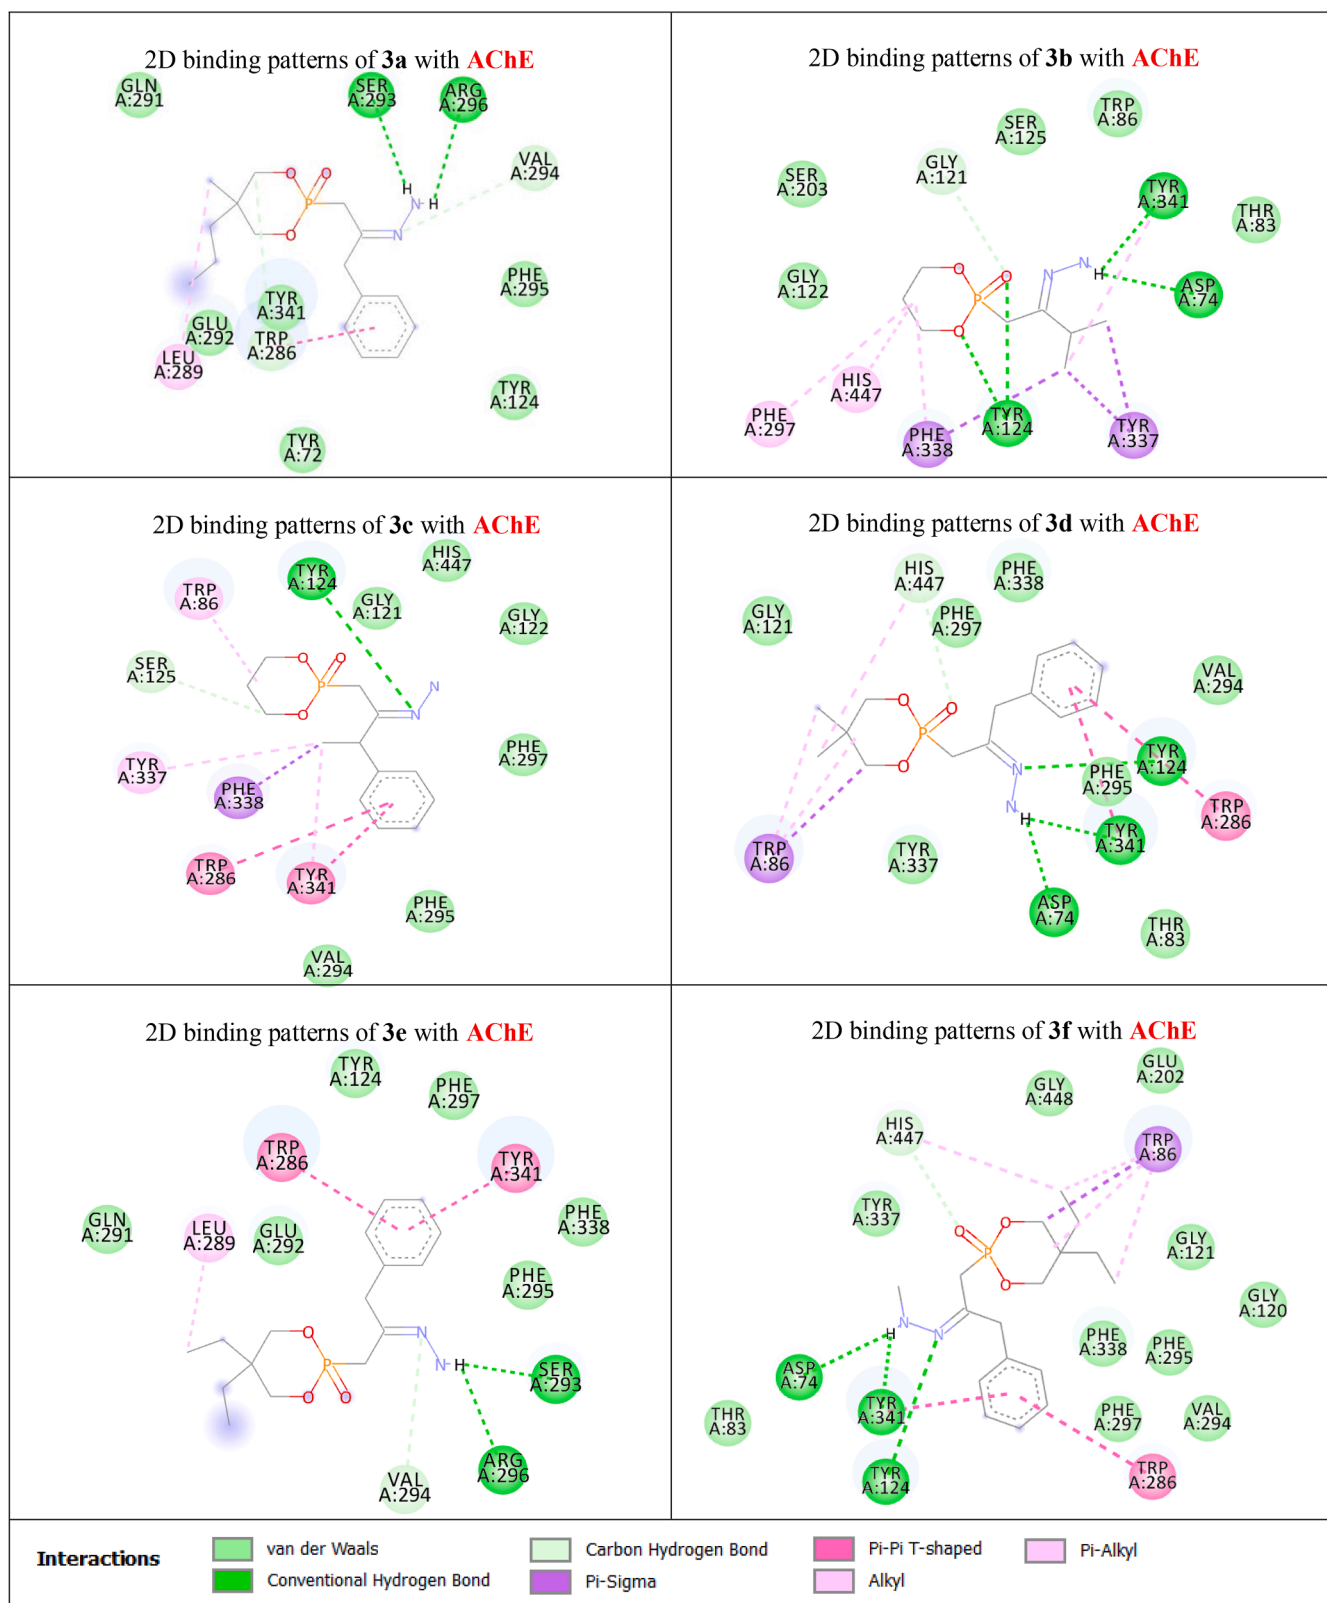 2D binding patterns of 3a with AChE
GLN
A:291
SER
A:293
ARG
A:296
VAL
A:294
O
O
P
O
H
N
H
N
PHE
A:295
TYR
A:341
GLU
A:292
TRP
A:286
LEU
A:289
TYR
A:124
TYR
A:72
2D binding patterns of 3b with AChE
TRP
A:86
SER
A:125
GLY
A:121
SER
A:203
TYR
A:341
THR
A:83
GLY
A:122
O
O
P
O
N
N
H
ASP
A:74
HIS
A:447
PHE
A:297
PHE
A:338
TYR
A:124
TYR
A:337
2D binding patterns of 3c with AChE
TYR
A:124
HIS
A:447
TRP
A:86
GLY
A:121
GLY
A:122
SER
A:125
O
O
P
O
N
N
TYR
A:337
PHE
A:338
PHE
A:297
TRP
A:286
TYR
A:341
PHE
A:295
VAL
A:294
2D binding patterns of 3d with AChE
HIS
A:447
PHE
A:338
GLY
A:121
PHE
A:297
VAL
A:294
O
O
P
O
N
N
H
TYR
A:124
PHE
A:295
TRP
A:286
TYR
A:341
TRP
A:86
TYR
A:337
ASP
A:74
THR
A:83
2D binding patterns of 3e with AChE
TYR
A:124
PHE
A:297
TRP
A:286
TYR
A:341
GLN
A:291
LEU
A:289
GLU
A:292
PHE
A:338
PHE
A:295
O
P
O
O
N
N
H
SER
A:293
VAL
A:294
ARG
A:296
2D binding patterns of 3f with AChE
GLY
A:448
GLU
A:202
HIS
A:447
TRP
A:86
TYR
A:337
O
O
P
O
GLY
A:121
GLY
A:120
N
H
N
PHE
A:338
PHE
A:295
ASP
A:74
TYR
A:341
THR
A:83
PHE
A:297
VAL
A:294
TYR
A:124
TRP
A:286
Interactions
van der Waals
Conventional Hydrogen Bond
Carbon Hydrogen Bond
Pi-Sigma
Pi-Pi T-shaped
Alkyl
Pi-Alkyl